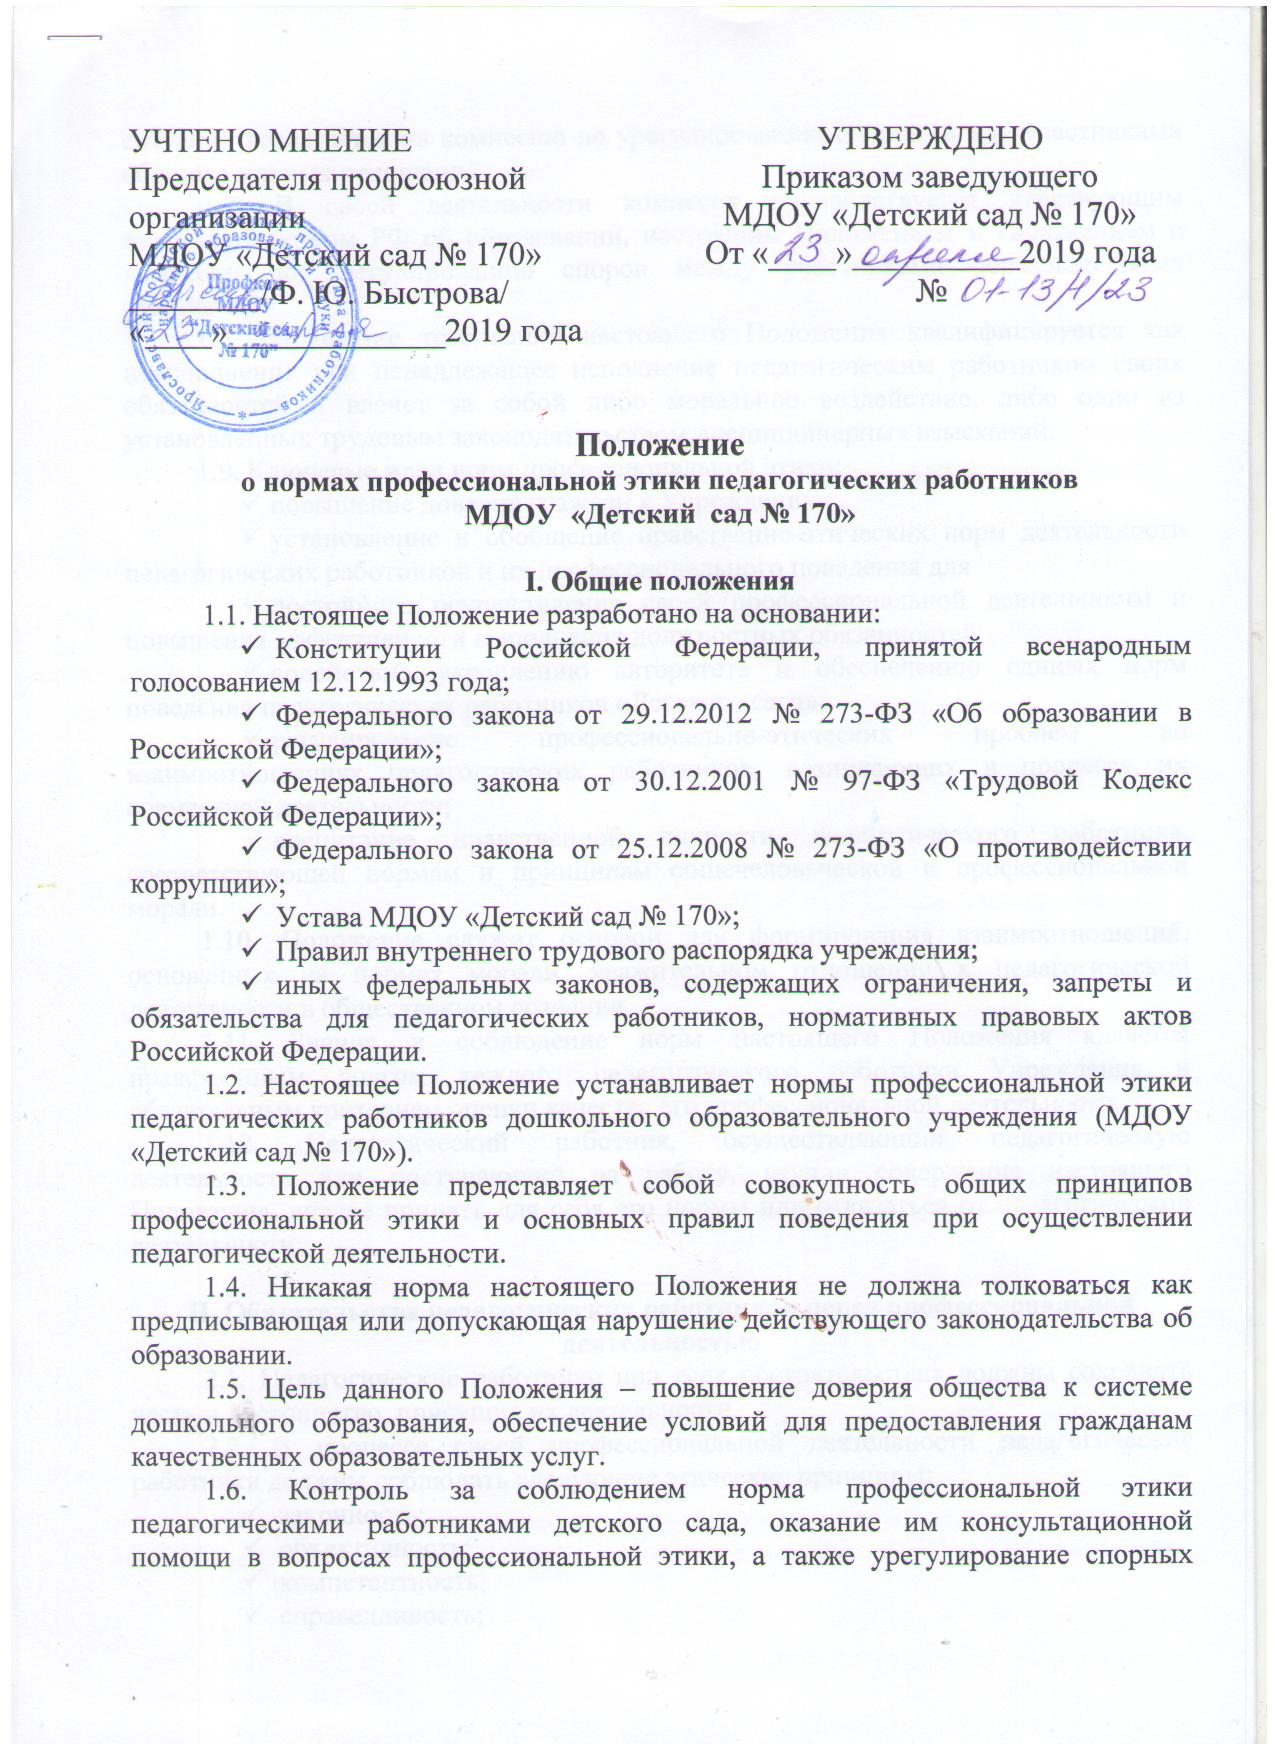 УЧТЕНО МНЕНИЕ
Председателя профсоюзной
организации
МДОУ «Детский сад № 170»
/Ф. Ю. Быстрова/
«23» апреля 2019 года
Профком
МДОУ
"Детский сад
№ 170"
УТВЕРЖДЕНО
Приказом заведующего
МДОУ «Детский сад № 170»
От «23» апреля 2019 года
№ 01-13/1/23
Положение
о нормах профессиональной этики педагогических работников
МДОУ «Детский сад № 170»
I. Общие положения
1.1. Настоящее Положение разработано на основании:
✓ Конституции Российской Федерации, принятой всенародным
голосованием 12.12.1993 года;
✓ Федерального закона от 29.12.2012 № 273-ФЗ «Об образовании в
Российской Федерации»;
✓ Федерального закона от 30.12.2001 № 97-ФЗ «Трудовой Кодекс
Российской Федерации»;
✓ Федерального закона от 25.12.2008 № 273-ФЗ «О противодействии
коррупции»;
✓ Устава МДОУ «Детский сад № 170»;
✓ Правил внутреннего трудового распорядка учреждения;
✓ иных федеральных законов, содержащих ограничения, запреты и
обязательства для педагогических работников, нормативных правовых актов
Российской Федерации.
1.2. Настоящее Положение устанавливает нормы профессиональной этики
педагогических работников дошкольного образовательного учреждения (МДОУ
«Детский сад № 170»).
1.3. Положение представляет собой совокупность общих принципов
профессиональной этики и основных правил поведения при осуществлении
педагогической деятельности.
1.4. Никакая норма настоящего Положения не должна толковаться как
предписывающая или допускающая нарушение действующего законодательства об
образовании.
1.5. Цель данного Положения – повышение доверия общества к системе
дошкольного образования, обеспечение условий для предоставления гражданам
качественных образовательных услуг.
1.6. Контроль за соблюдением норма профессиональной этики
педагогическими работниками детского сада, оказание им консультационной
помощи в вопросах профессиональной этики, а также урегулирование спорных